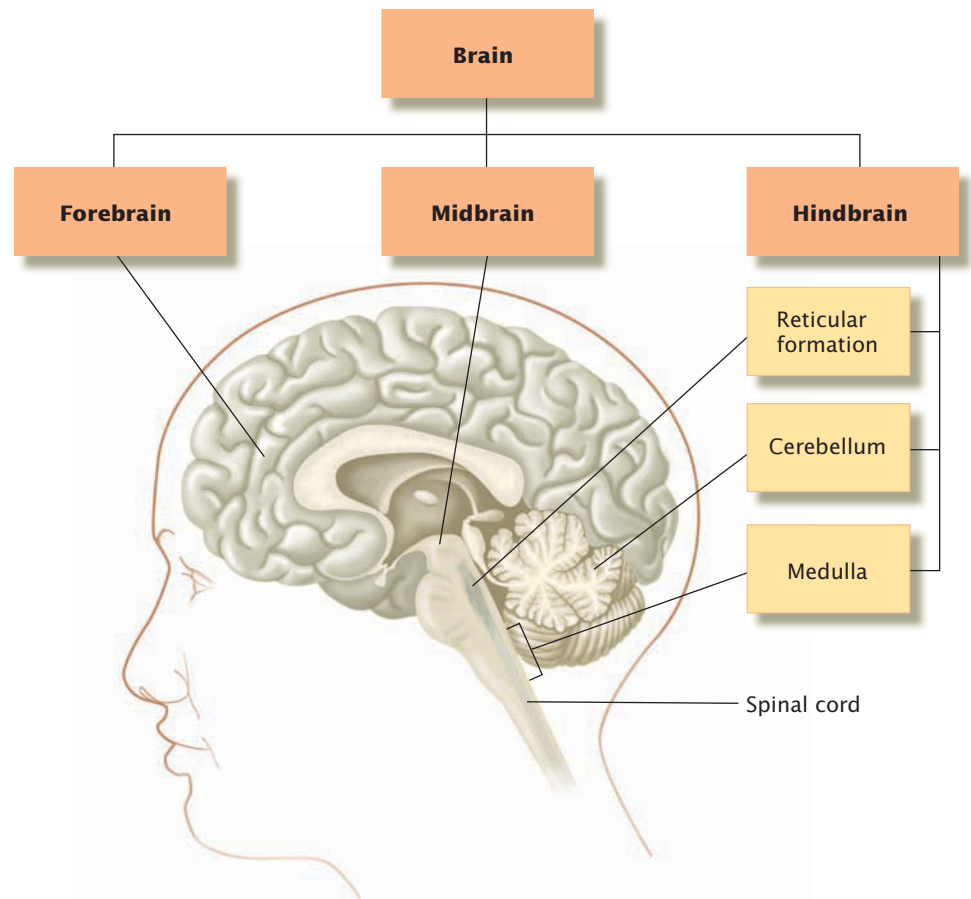 Brain
Forebrain
Midbrain
Hindbrain
Reticular
formation
Cerebellum
Medulla
Spinal cord